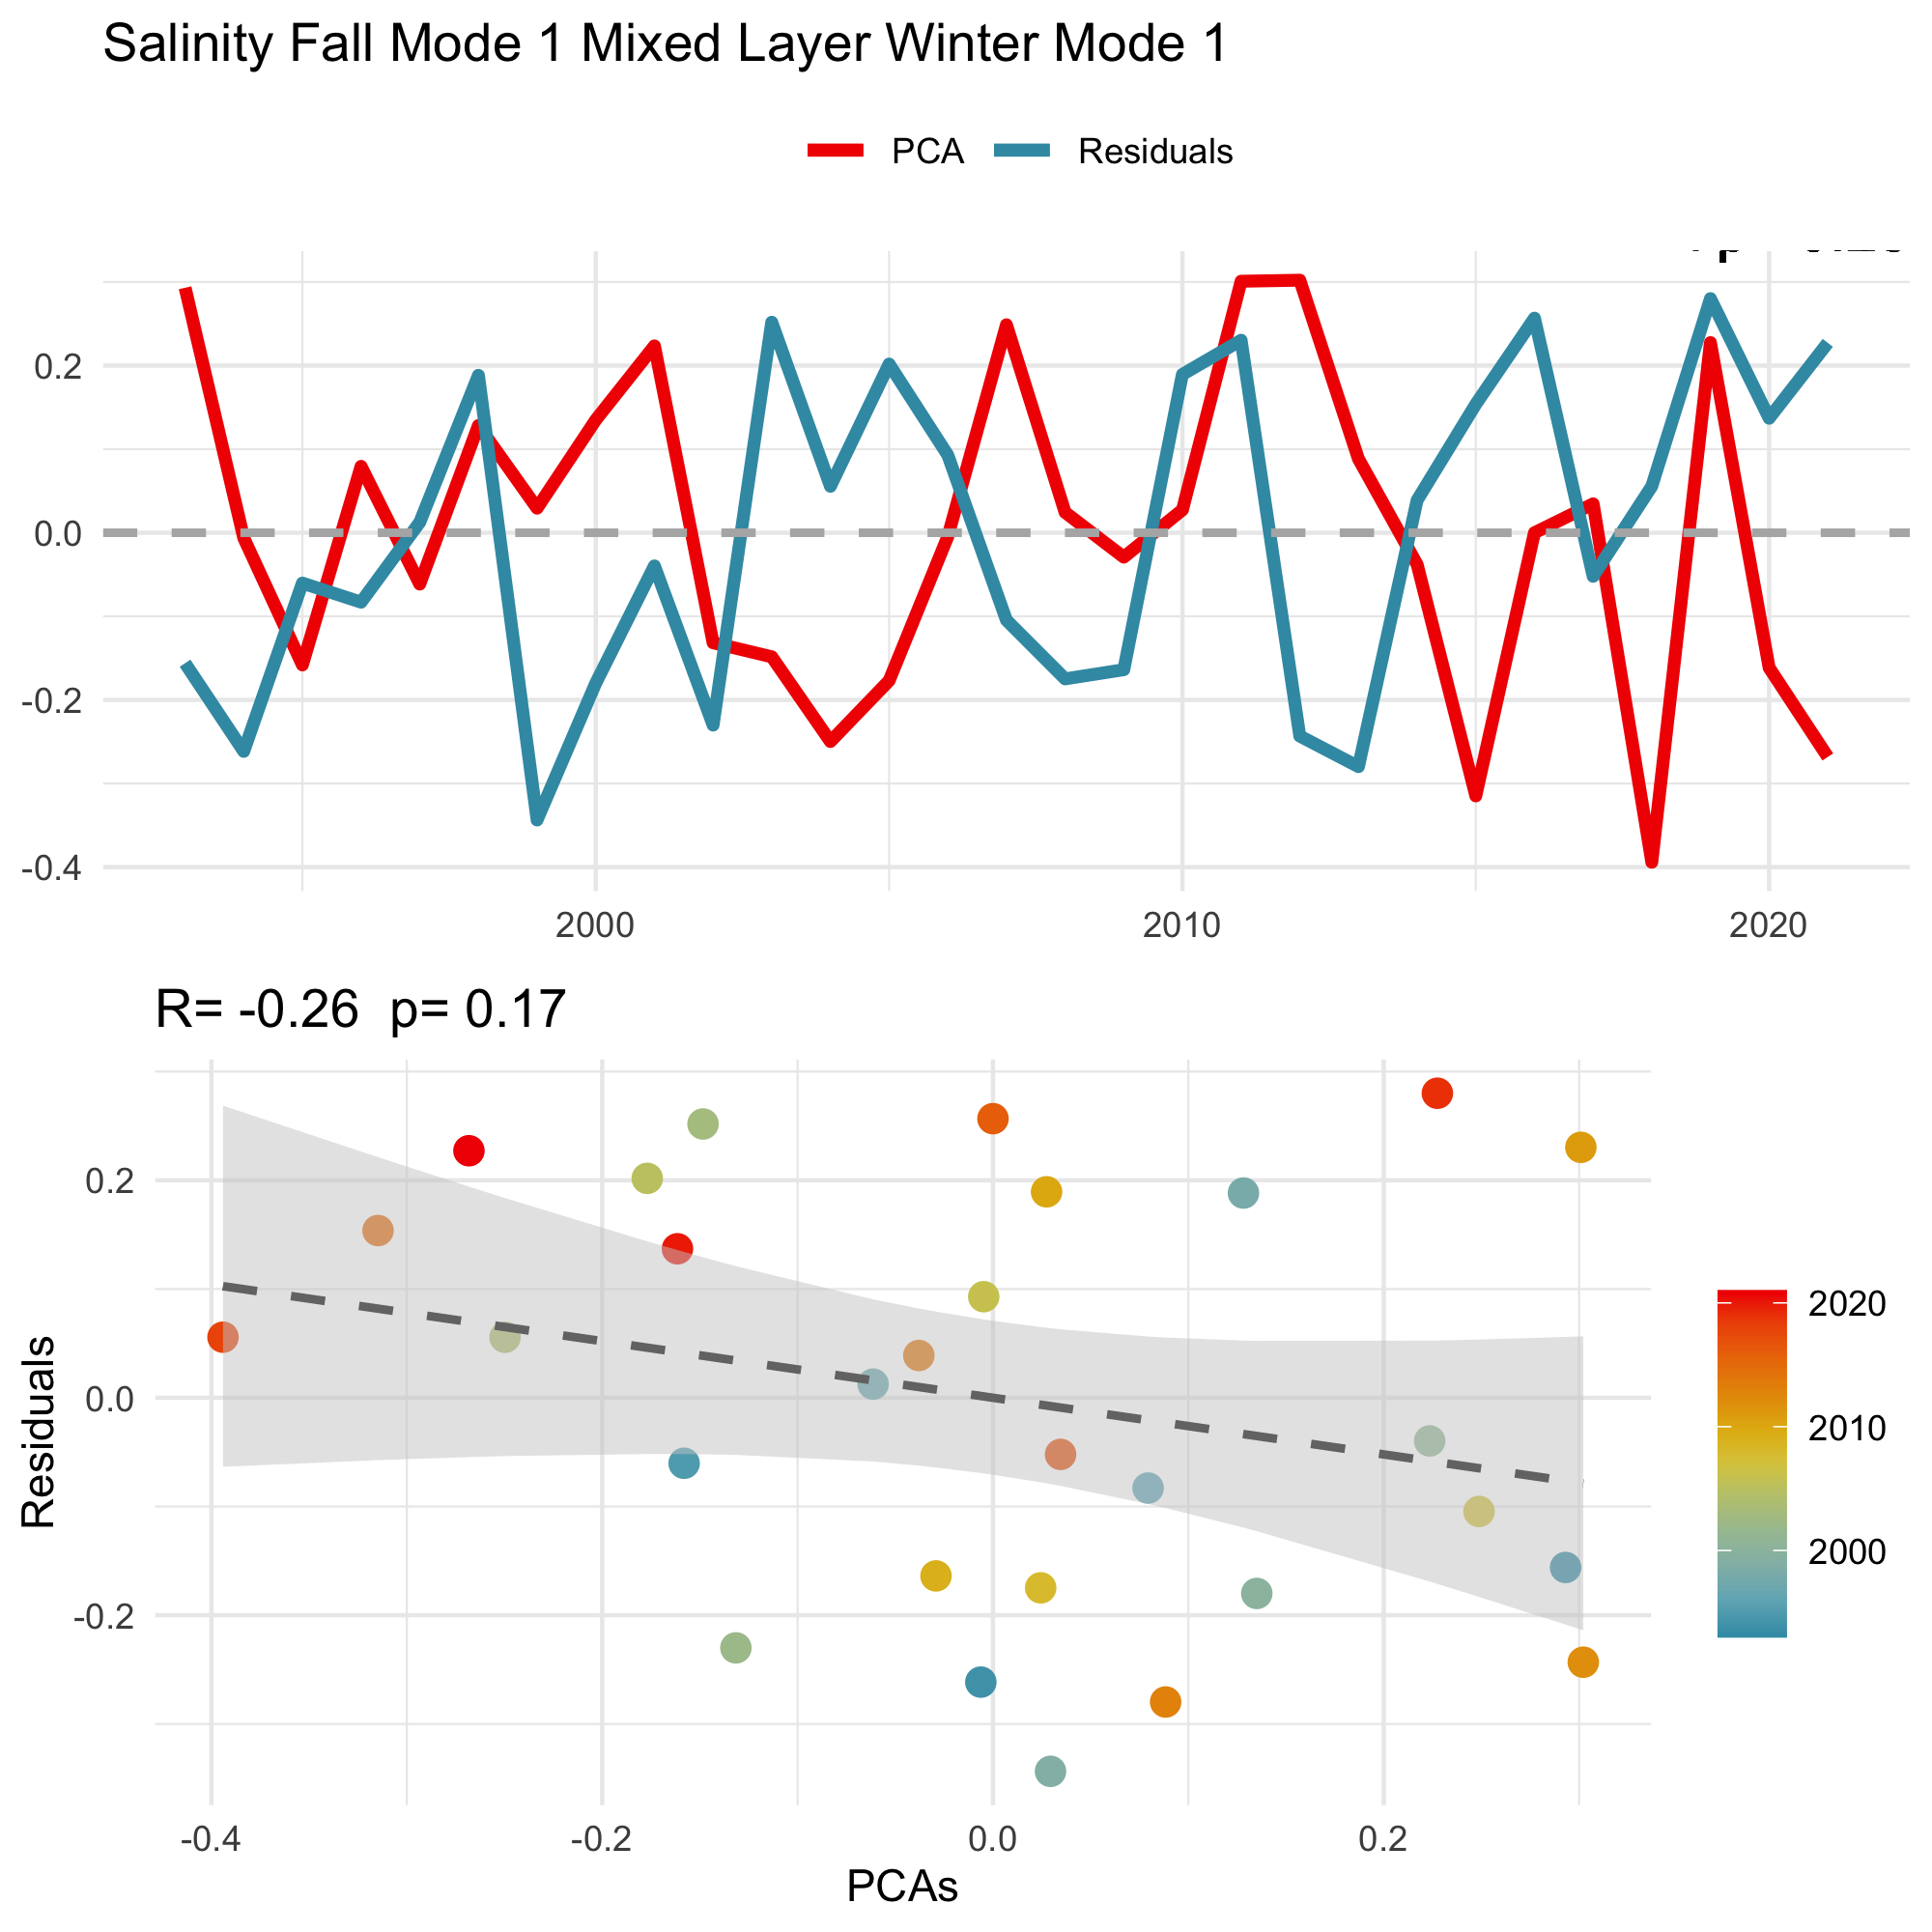 Salinity Fall Mode 1 Mixed Layer Winter Mode 1
PCA Residuals
0.2
0.0
-0.2
-0.4
2000 2010 2020
R= -0.26 p= 0.17
Residuals
0.2
0.0
-0.2
-0.4 -0.2 0.0 0.2
PCAs
2020
2010
2000